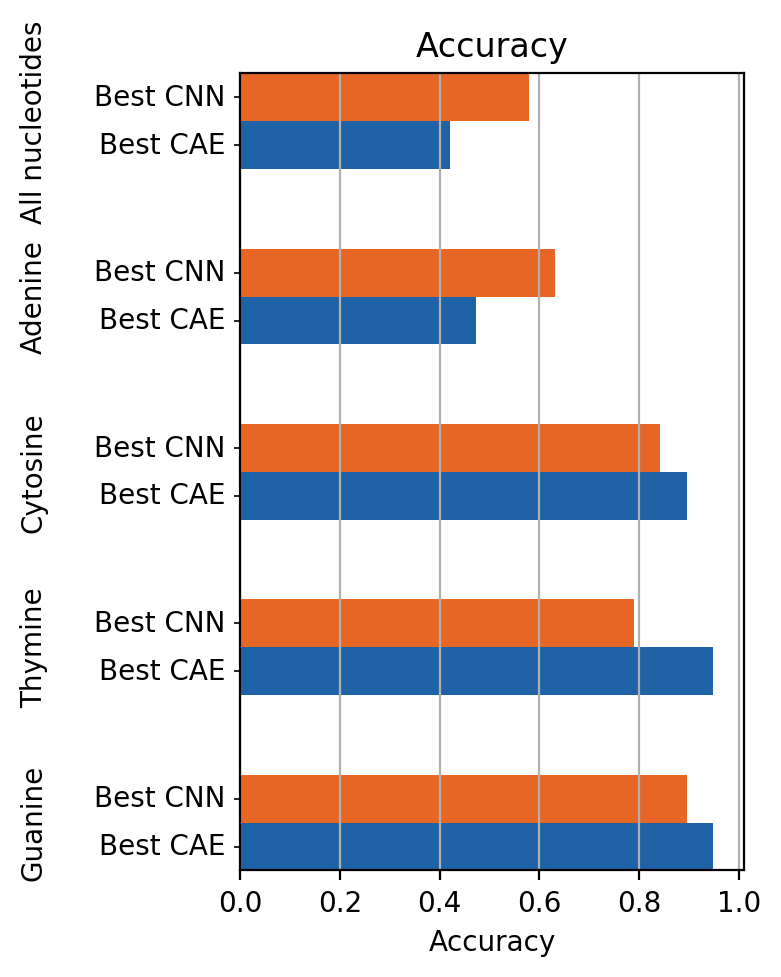 Accuracy
All nucleotides
Best CNN
Best CAE
Adenine
Best CNN
Best CAE
Cytosine
Best CNN
Best CAE
Thymine
Best CNN
Best CAE
Guanine
Best CNN
Best CAE
0.0 0.2 0.4 0.6 0.8 1.0
Accuracy